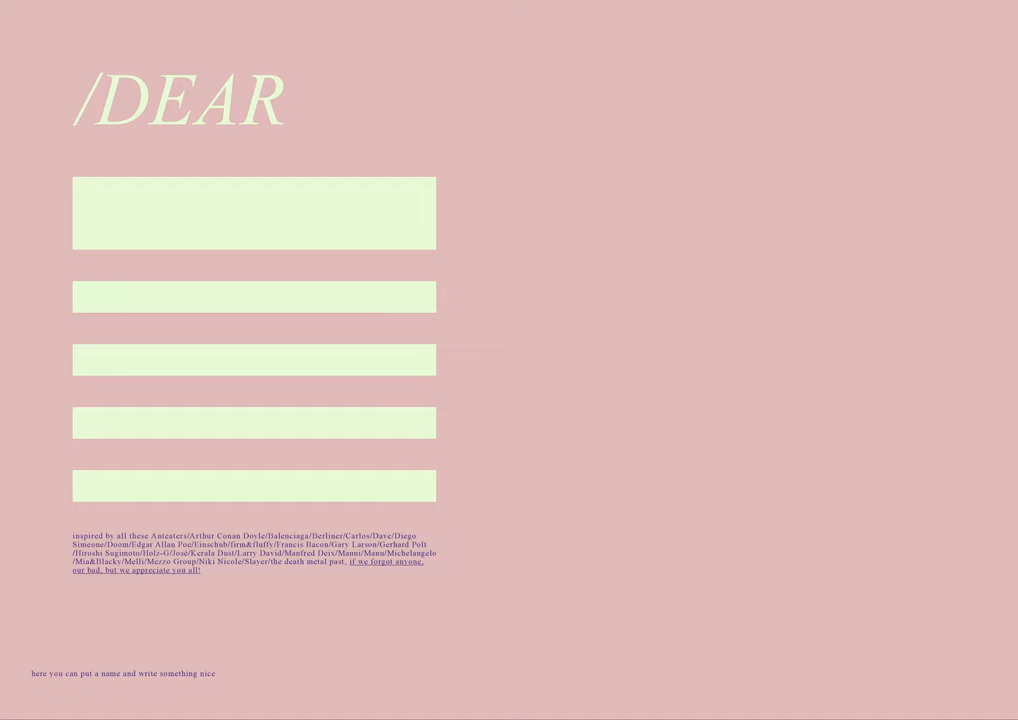 /DEAR
inspired by all these Anteaters/Arthur Conan Doyle/Balenciaga/Berliner/Carlos/Dave/Diego
Simeone/Doom/Edgar Allan Poe/Einschub/firm&fluffy/Francis Bacon/Gary Larson/Gerhard Polt
/Hiroshi Sugimoto/Holz-G/José/Kerala Dust/Larry David/Manfred Deix/Manni/Manu/Michelangelo
/Mia&Blacky/Melli/Mezzo Group/Niki Nicole/Slayer/the death metal past, if we forgot anyone,
our bad, but we appreciate you all!
here you can put a name and write something nice